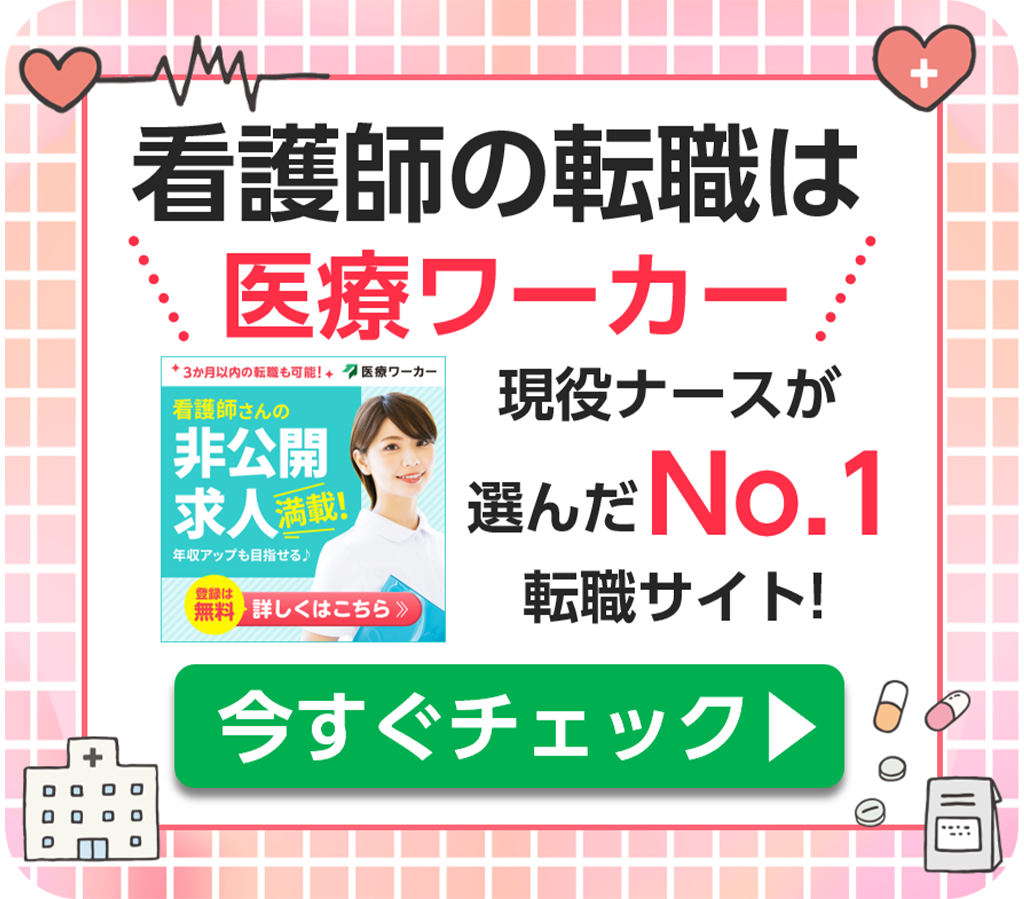 看護師の転職は
医療ワーカー
3か月以内の転職も可能!
医療ワーカー
看護師さんの
非公開
求人満載!
年収アップも目指せる♪
登録は
無料
詳しくはこちら》
現役ナースが
選んだNo.1
転職サイト!
今すぐチェック▶